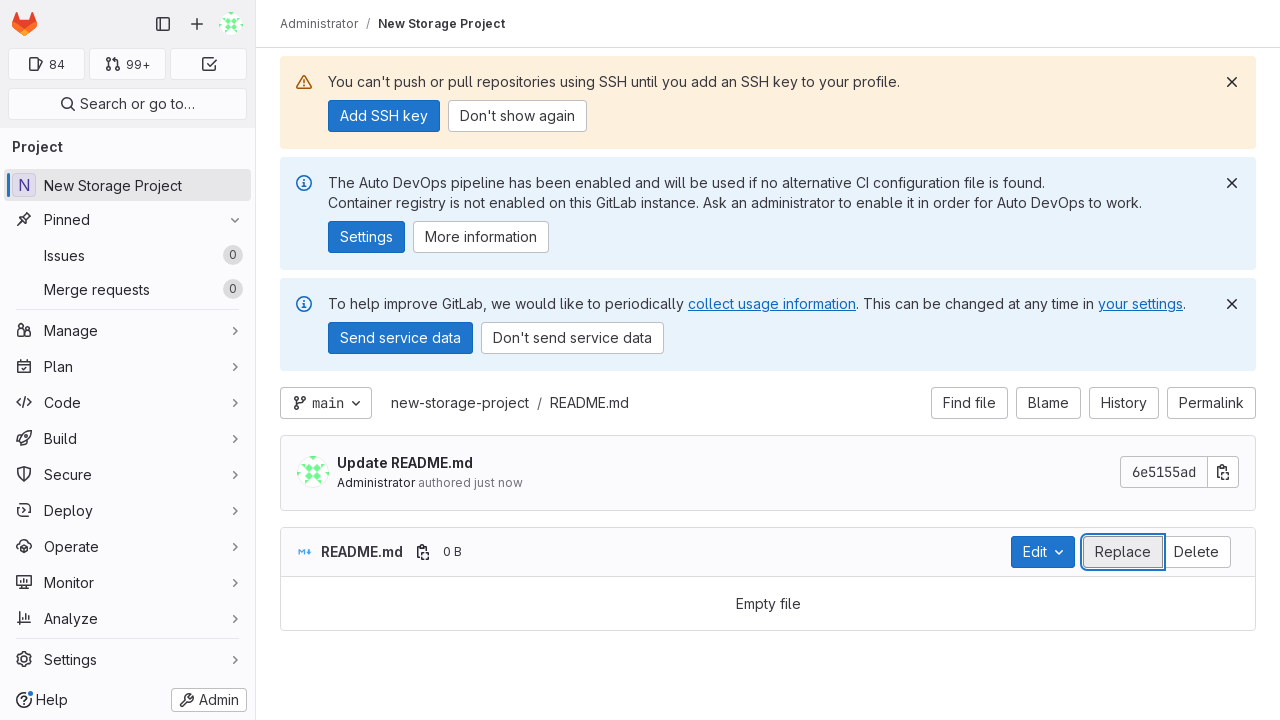 Administrator / New Storage Project
84
99+
Search or go to…
Project
N New Storage Project
Pinned
Issues 0
Merge requests 0
Manage
Plan
Code
Build
Secure
Deploy
Operate
Monitor
Analyze
Settings
Help
Admin
You can't push or pull repositories using SSH until you add an SSH key to your profile.
Add SSH key Don't show again
The Auto DevOps pipeline has been enabled and will be used if no alternative CI configuration file is found.
Container registry is not enabled on this GitLab instance. Ask an administrator to enable it in order for Auto DevOps to work.
Settings More information
To help improve GitLab, we would like to periodically collect usage information. This can be changed at any time in your settings.
Send service data Don't send service data
main new-storage-project / README.md Find file Blame History Permalink
Update README.md
Administrator authored just now
6e5155ad
README.md 0 B Edit Replace Delete
Empty file